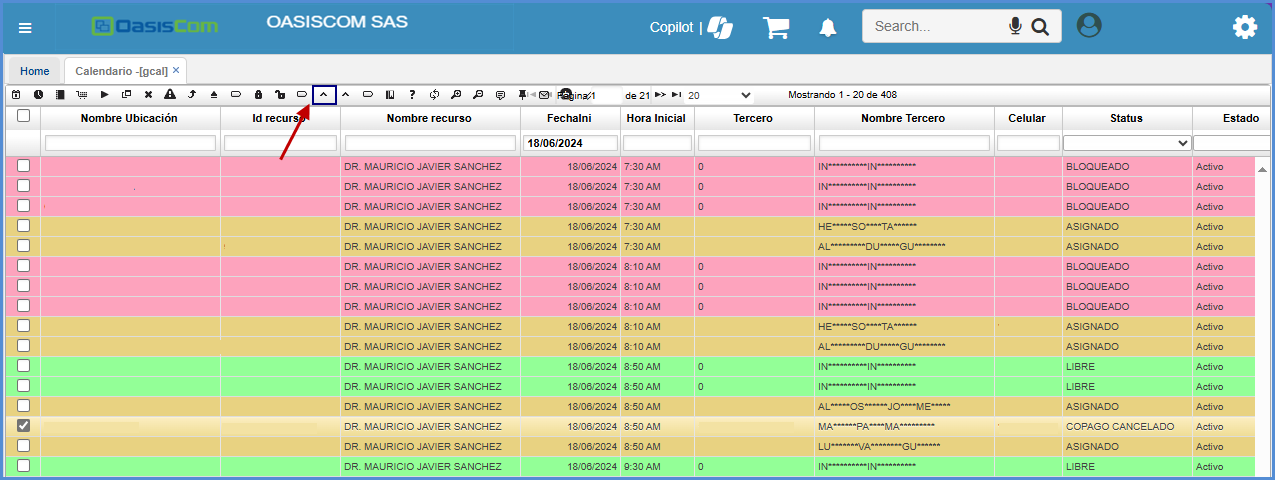 OasisCom OASISCOM SAS Copilot | Search...
Home Calendario -[gcal] ×
Página 1 de 21 20 Mostrando 1 - 20 de 408
Nombre Ubicación Id recurso Nombre recurso FechaIni Hora Inicial Tercero Nombre Tercero Celular Status Estado
18/06/2024
DR. MAURICIO JAVIER SANCHEZ 18/06/2024 7:30 AM 0 IN**********IN********** BLOQUEADO Activo
DR. MAURICIO JAVIER SANCHEZ 18/06/2024 7:30 AM 0 IN**********IN********** BLOQUEADO Activo
DR. MAURICIO JAVIER SANCHEZ 18/06/2024 7:30 AM 0 IN**********IN********** BLOQUEADO Activo
DR. MAURICIO JAVIER SANCHEZ 18/06/2024 7:30 AM HE*****SO****TA****** ASIGNADO Activo
DR. MAURICIO JAVIER SANCHEZ 18/06/2024 7:30 AM AL*********DU*****GU******** ASIGNADO Activo
DR. MAURICIO JAVIER SANCHEZ 18/06/2024 8:10 AM 0 IN**********IN********** BLOQUEADO Activo
DR. MAURICIO JAVIER SANCHEZ 18/06/2024 8:10 AM 0 IN**********IN********** BLOQUEADO Activo
DR. MAURICIO JAVIER SANCHEZ 18/06/2024 8:10 AM 0 IN**********IN********** BLOQUEADO Activo
DR. MAURICIO JAVIER SANCHEZ 18/06/2024 8:10 AM HE*****SO****TA****** ASIGNADO Activo
DR. MAURICIO JAVIER SANCHEZ 18/06/2024 8:10 AM AL*********DU*****GU******** ASIGNADO Activo
DR. MAURICIO JAVIER SANCHEZ 18/06/2024 8:50 AM 0 IN**********IN********** LIBRE Activo
DR. MAURICIO JAVIER SANCHEZ 18/06/2024 8:50 AM 0 IN**********IN********** LIBRE Activo
DR. MAURICIO JAVIER SANCHEZ 18/06/2024 8:50 AM AL*****OS******JO****ME***** ASIGNADO Activo
DR. MAURICIO JAVIER SANCHEZ 18/06/2024 8:50 AM MA******PA****MA********* COPAGO CANCELADO Activo
DR. MAURICIO JAVIER SANCHEZ 18/06/2024 8:50 AM LU*******VA********GU****** ASIGNADO Activo
DR. MAURICIO JAVIER SANCHEZ 18/06/2024 9:30 AM 0 IN**********IN********** LIBRE Activo